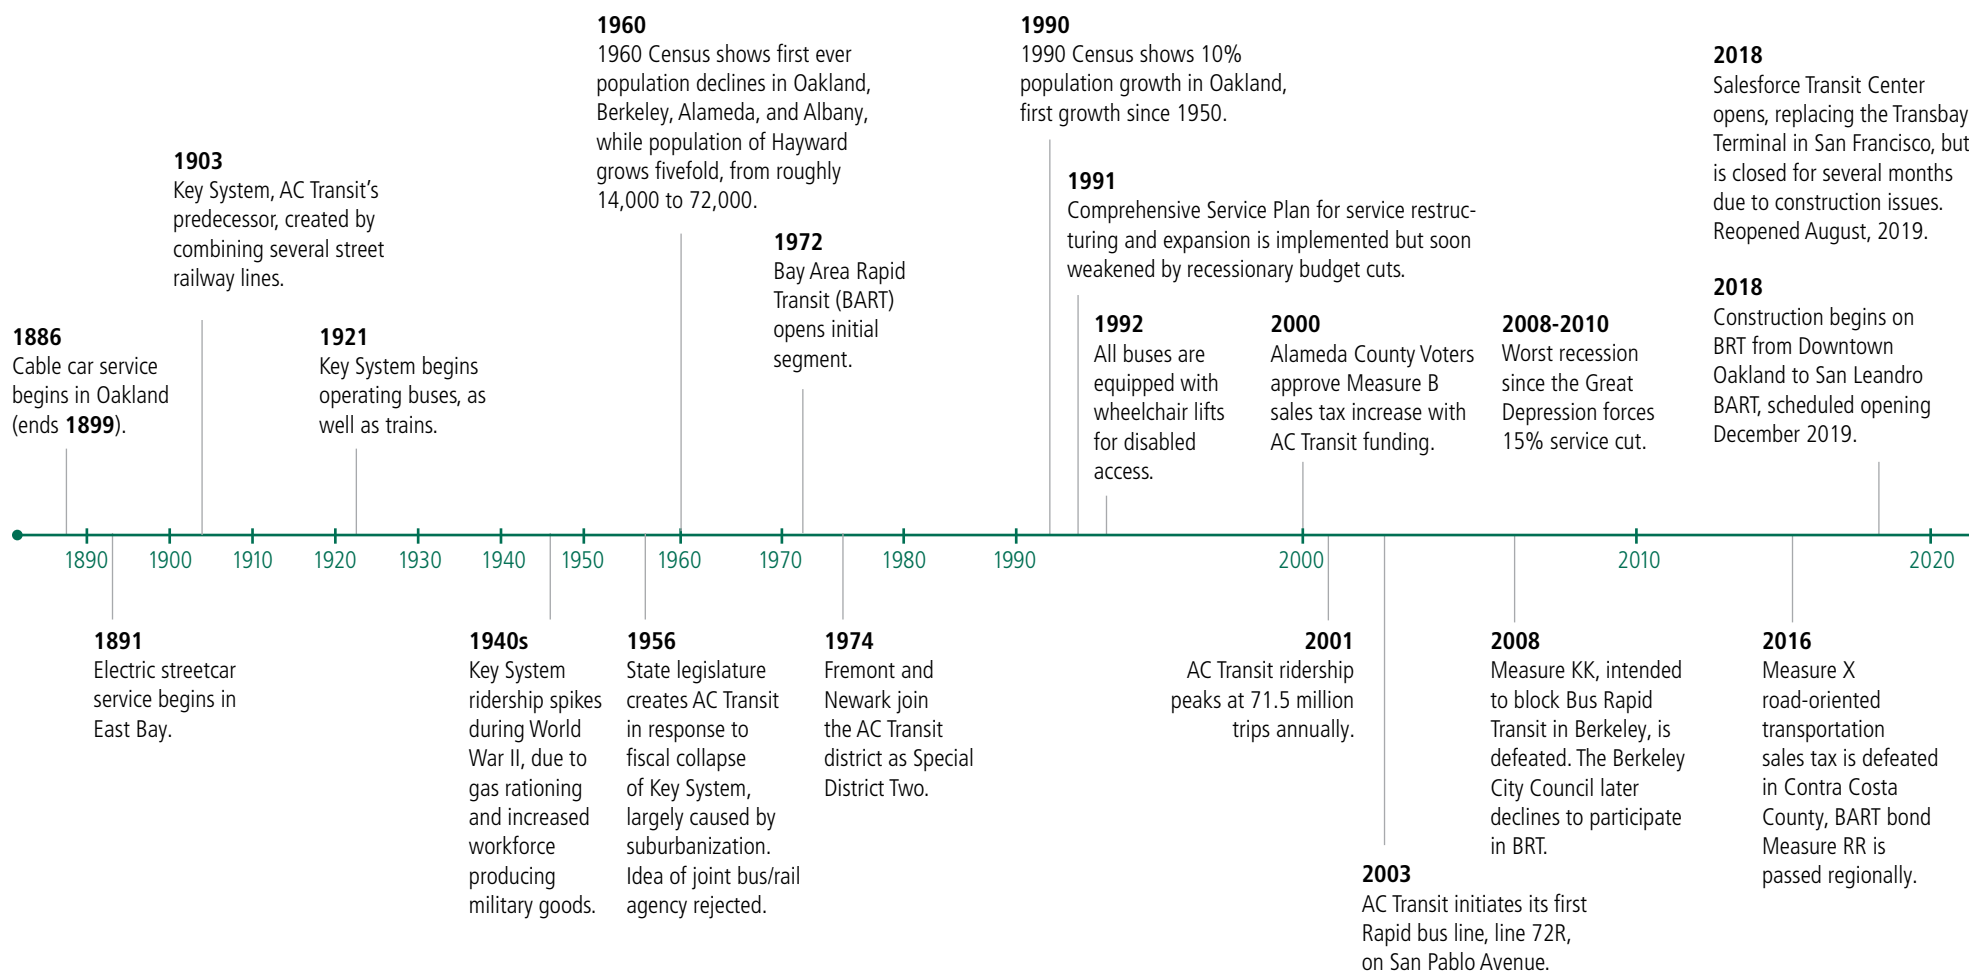 1960
1960 Census shows first ever
population declines in Oakland,
Berkeley, Alameda, and Albany,
while population of Hayward
grows fivefold, from roughly
14,000 to 72,000.
1990
1990 Census shows 10%
population growth in Oakland,
first growth since 1950.
2018
Salesforce Transit Center
opens, replacing the Transbay
Terminal in San Francisco, but
is closed for several months
due to construction issues.
Reopened August, 2019.
1903
Key System, AC Transit’s
predecessor, created by
combining several street
railway lines.
1991
Comprehensive Service Plan for service restruc-
turing and expansion is implemented but soon
weakened by recessionary budget cuts.
1972
Bay Area Rapid
Transit (BART)
opens initial
segment.
2018
Construction begins on
BRT from Downtown
Oakland to San Leandro
BART, scheduled opening
December 2019.
1886
Cable car service
begins in Oakland
(ends 1899).
1921
Key System begins
operating buses, as
well as trains.
1992
All buses are
equipped with
wheelchair lifts
for disabled
access.
2000
Alameda County Voters
approve Measure B
sales tax increase with
AC Transit funding.
2008-2010
Worst recession
since the Great
Depression forces
15% service cut.
1890 1900 1910 1920 1930 1940 1950 1960 1970 1980 1990 2000 2010 2020
1891
Electric streetcar
service begins in
East Bay.
1940s
Key System
ridership spikes
during World
War II, due to
gas rationing
and increased
workforce
producing
military goods.
1956
State legislature
creates AC Transit
in response to
fiscal collapse
of Key System,
largely caused by
suburbanization.
Idea of joint bus/rail
agency rejected.
1974
Fremont and
Newark join
the AC Transit
district as Special
District Two.
2001
AC Transit ridership
peaks at 71.5 million
trips annually.
2003
AC Transit initiates its first
Rapid bus line, line 72R,
on San Pablo Avenue.
2008
Measure KK, intended
to block Bus Rapid
Transit in Berkeley, is
defeated. The Berkeley
City Council later
declines to participate
in BRT.
2016
Measure X
road-oriented
transportation
sales tax is defeated
in Contra Costa
County, BART bond
Measure RR is
passed regionally.